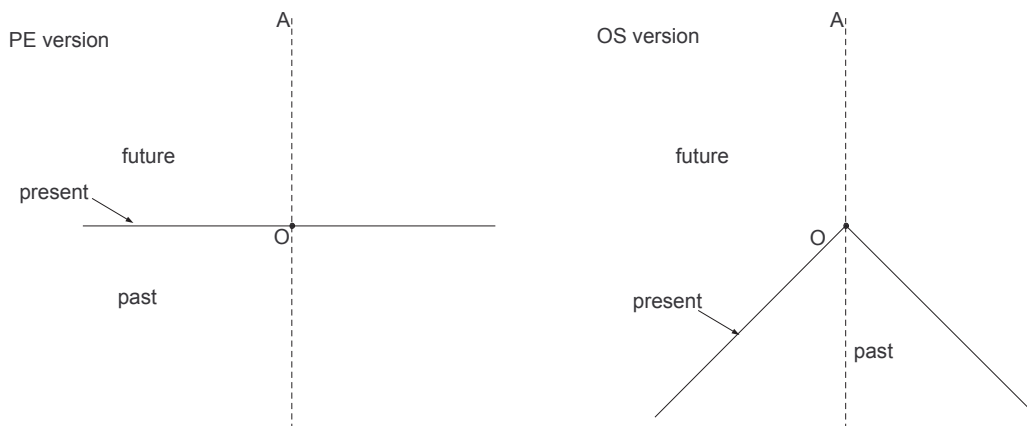 PE version
A
future
present
O
past
OS version
A
future
O
present
past